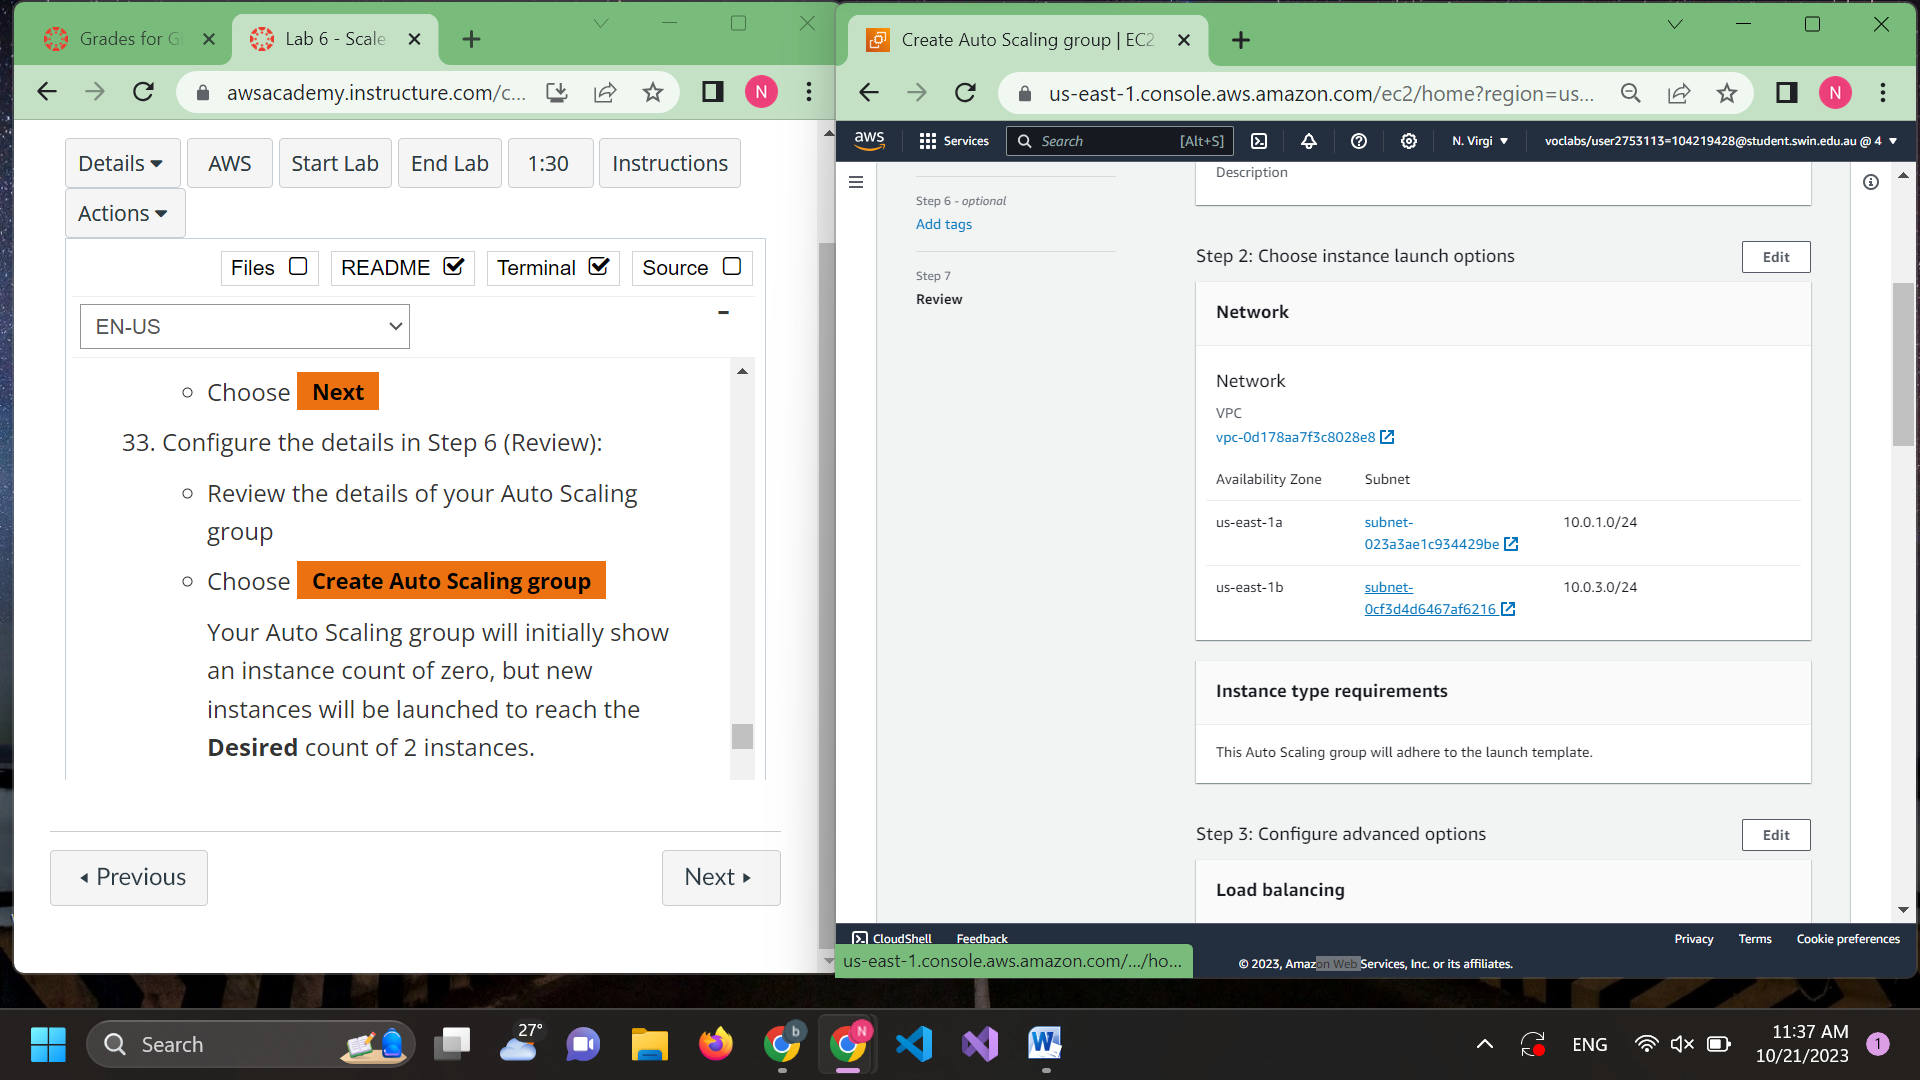 Grades for Gi
Lab 6 - Scale
awsacademy.instructure.com/c...
N
Details
AWS
Start Lab
End Lab
1:30
Instructions
Actions
Files
README
Terminal
Source
EN-US
Choose Next
33. Configure the details in Step 6 (Review):
Review the details of your Auto Scaling
group
Choose Create Auto Scaling group
Your Auto Scaling group will initially show
an instance count of zero, but new
instances will be launched to reach the
Desired count of 2 instances.
Previous
Next
Create Auto Scaling group | EC2
us-east-1.console.aws.amazon.com/ec2/home?region=us...
N
aws
Services
Search
[Alt+S]
N. Virgi
voclabs/user2753113=104219428@student.swin.edu.au @ 4
Step 6 - optional
Add tags
Step 7
Review
Description
Step 2: Choose instance launch options
Edit
Network
Network
VPC
vpc-0d178aa7f3c8028e8
Availability Zone
Subnet
us-east-1a
subnet-
023a3ae1c934429be
10.0.1.0/24
us-east-1b
subnet-
0cf3d4d6467af6216
10.0.3.0/24
Instance type requirements
This Auto Scaling group will adhere to the launch template.
Step 3: Configure advanced options
Edit
Load balancing
CloudShell
Feedback
Privacy
Terms
Cookie preferences
us-east-1.console.aws.amazon.com/.../ho...
© 2023, Amazon Web Services, Inc. or its affiliates.
Search
27°
b
N
W
ENG
11:37 AM
10/21/2023
1